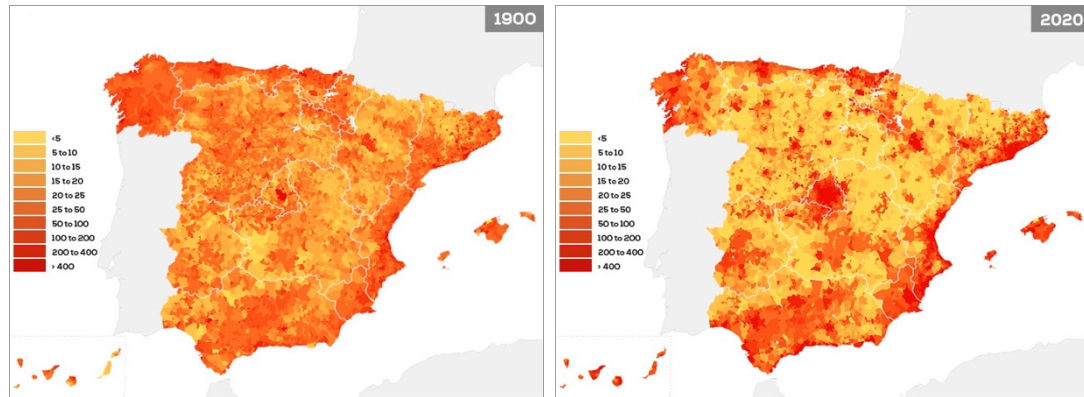 1900
<5
5 to 10
10 to 15
15 to 20
20 to 25
25 to 50
50 to 100
100 to 200
200 to 400
> 400
2020
<5
5 to 10
10 to 15
15 to 20
20 to 25
25 to 50
50 to 100
100 to 200
200 to 400
> 400